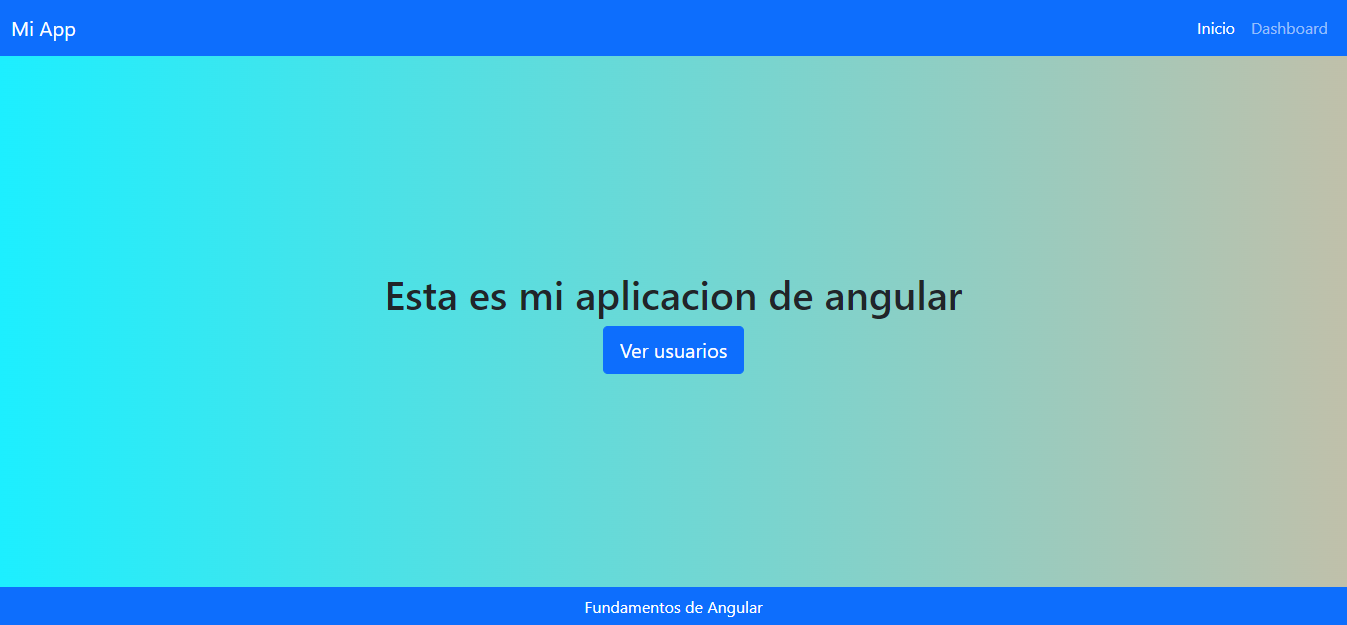 Mi App
Inicio Dashboard
Esta es mi aplicacion de angular
Ver usuarios
Fundamentos de Angular